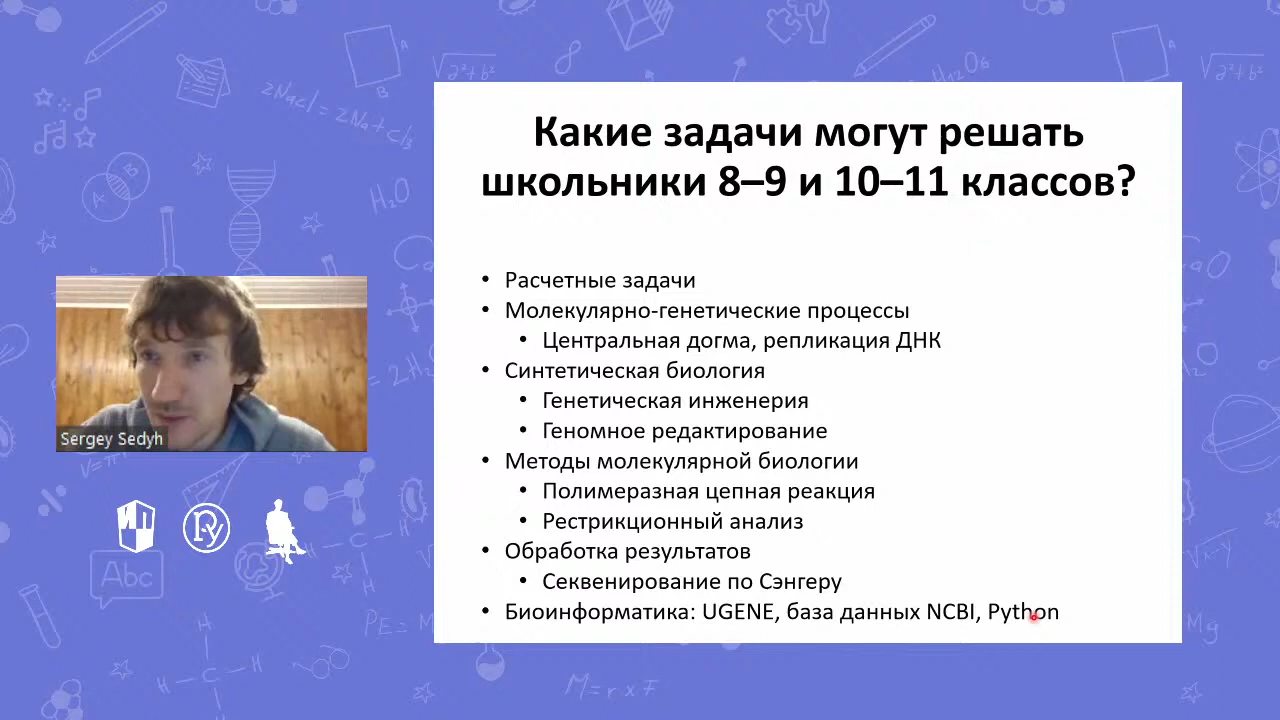 Какие задачи могут решать
школьники 8–9 и 10–11 классов?
• Расчетные задачи
• Молекулярно-генетические процессы
• Центральная догма, репликация ДНК
• Синтетическая биология
• Генетическая инженерия
• Геномное редактирование
• Методы молекулярной биологии
• Полимеразная цепная реакция
• Рестрикционный анализ
• Обработка результатов
• Секвенирование по Сэнгеру
• Биоинформатика: UGENE, база данных NCBI, Python
Sergey Sedyh
Abc
H₂O
M = r x F